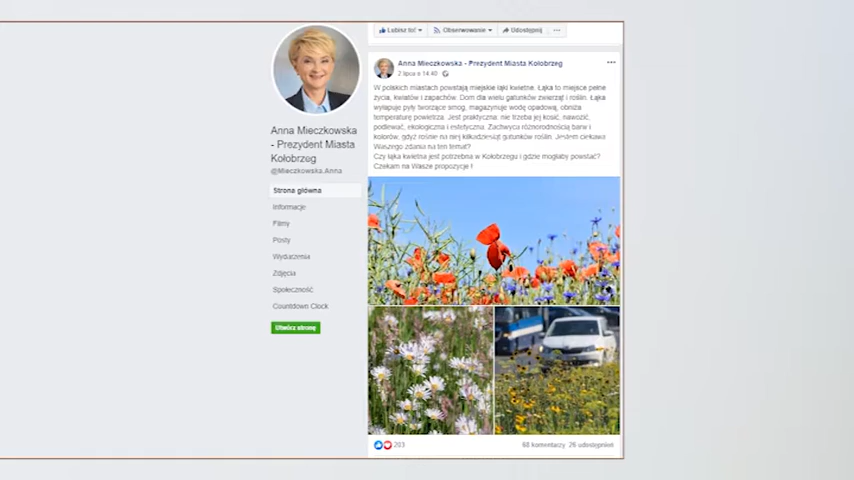 Lubisz to!
Obserwowanie
Udostępnij
Anna Mieczkowska - Prezydent Miasta Kołobrzeg
2 lipca o 14:40
W polskich miastach powstają miejskie łąki kwietne. Łąka to miejsce pełne
życia, kwiatów i zapachów. Dom dla wielu gatunków zwierząt i roślin. Łąka
wyłapuje pyły tworzące smog, magazynuje wodę opadową, obniża
temperaturę powietrza. Jest praktyczna: nie trzeba jej kosić, nawozić,
podlewać, ekologiczna i estetyczna. Zachwyca różnorodnością barw i
kolorów, gdyż rośnie na niej kilkadziesiąt gatunków roślin. Jestem ciekawa
Waszego zdania na ten temat?
Czy łąka kwietna jest potrzebna w Kołobrzegu i gdzie mogłaby powstać?
Czekam na Wasze propozycje !
Anna Mieczkowska
- Prezydent Miasta
Kołobrzeg
@Mieczkowska.Anna
Strona główna
Informacje
Filmy
Posty
Wydarzenia
Zdjęcia
Społeczność
Countdown Clock
Utwórz stronę
203
68 komentarzy 26 udostępnień